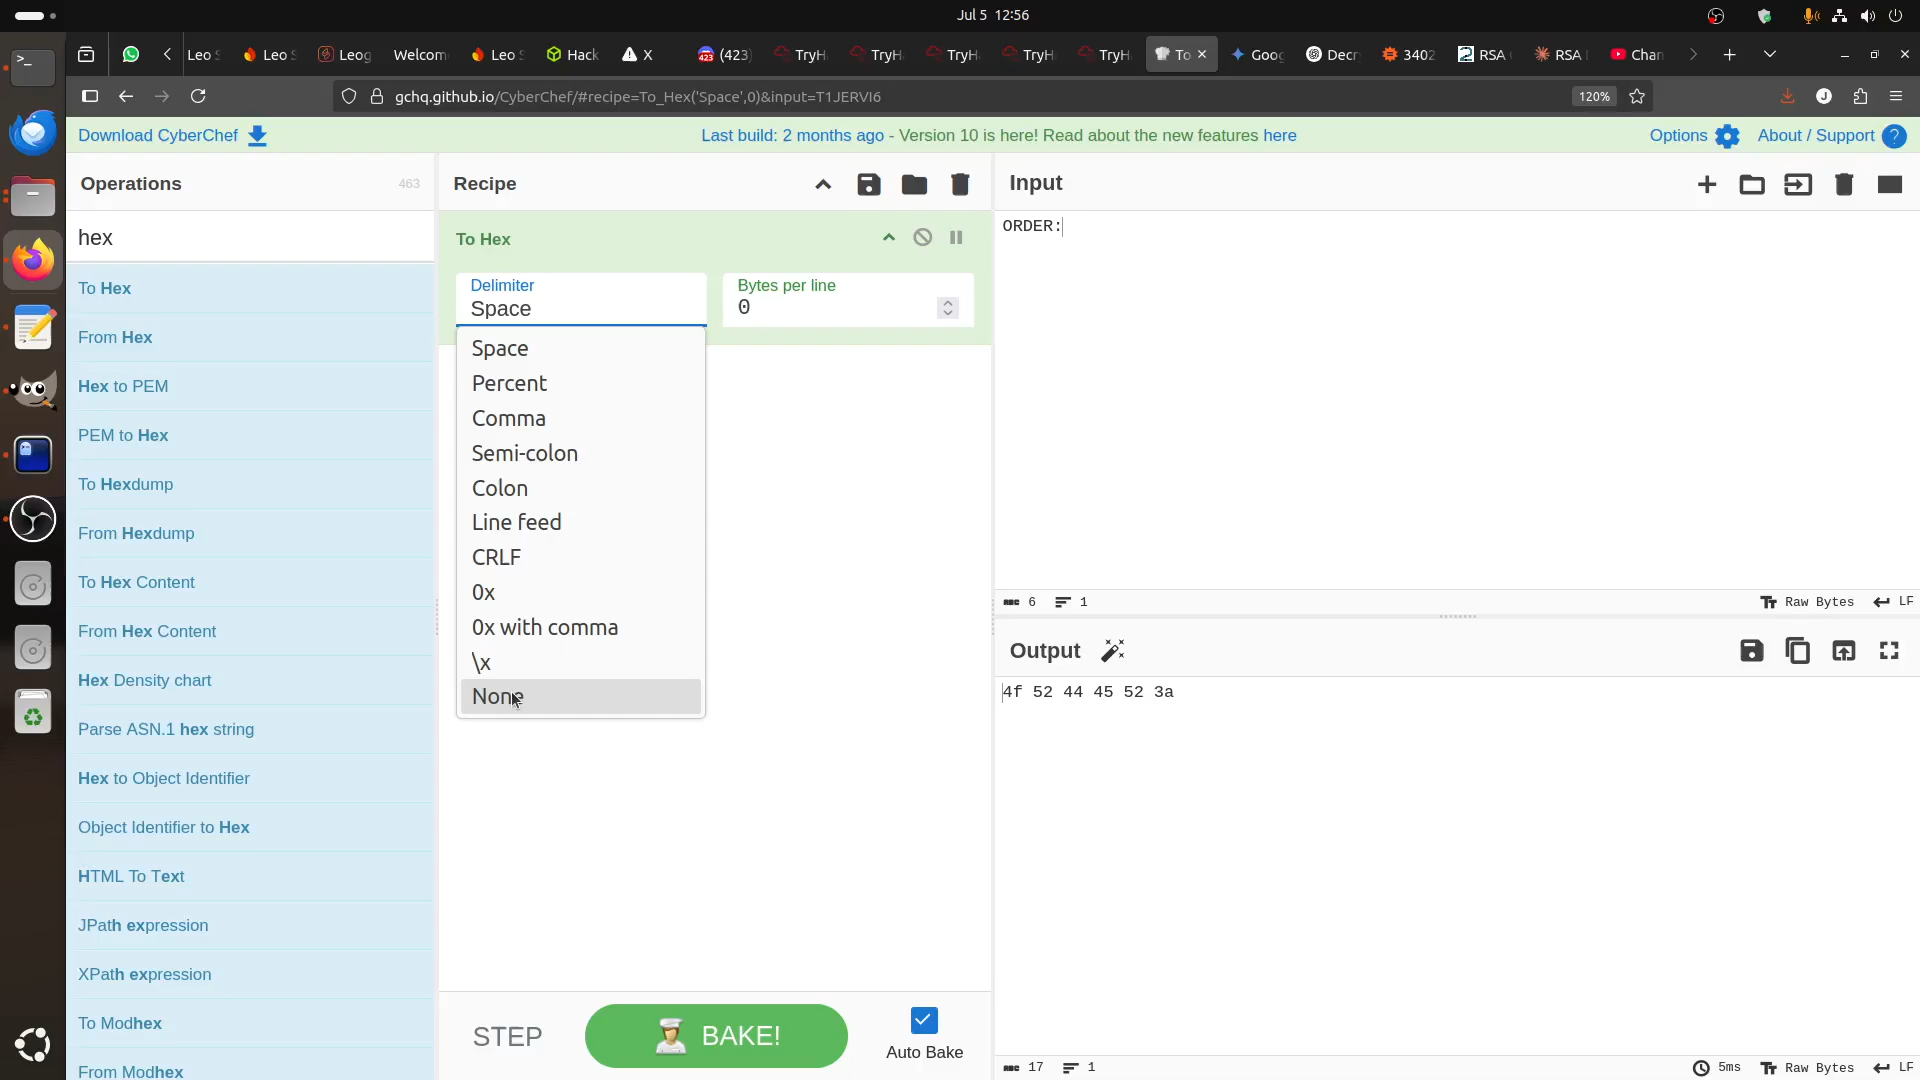 Jul 5 12:56
Leo S
Leo S
Leog
Welcom
Leo S
Hack
X
(423)
TryH
TryH
TryH
TryH
TryH
To
Goog
Decr
3402
RSA
RSA
Chan
gchq.github.io/CyberChef/#recipe=To_Hex('Space',0)&input=T1JERVI6
120%
Download CyberChef
Last build: 2 months ago - Version 10 is here! Read about the new features here
Options
About / Support
Operations
463
hex
To Hex
From Hex
Hex to PEM
PEM to Hex
To Hexdump
From Hexdump
To Hex Content
From Hex Content
Hex Density chart
Parse ASN.1 hex string
Hex to Object Identifier
Object Identifier to Hex
HTML To Text
JPath expression
XPath expression
To Modhex
From Modhex
Recipe
To Hex
Delimiter
Space
Bytes per line
0
Space
Percent
Comma
Semi-colon
Colon
Line feed
CRLF
0x
0x with comma
\x
None
STEP
BAKE!
Auto Bake
Input
ORDER:
6
1
Raw Bytes
LF
Output
4f 52 44 45 52 3a
17
1
5ms
Raw Bytes
LF